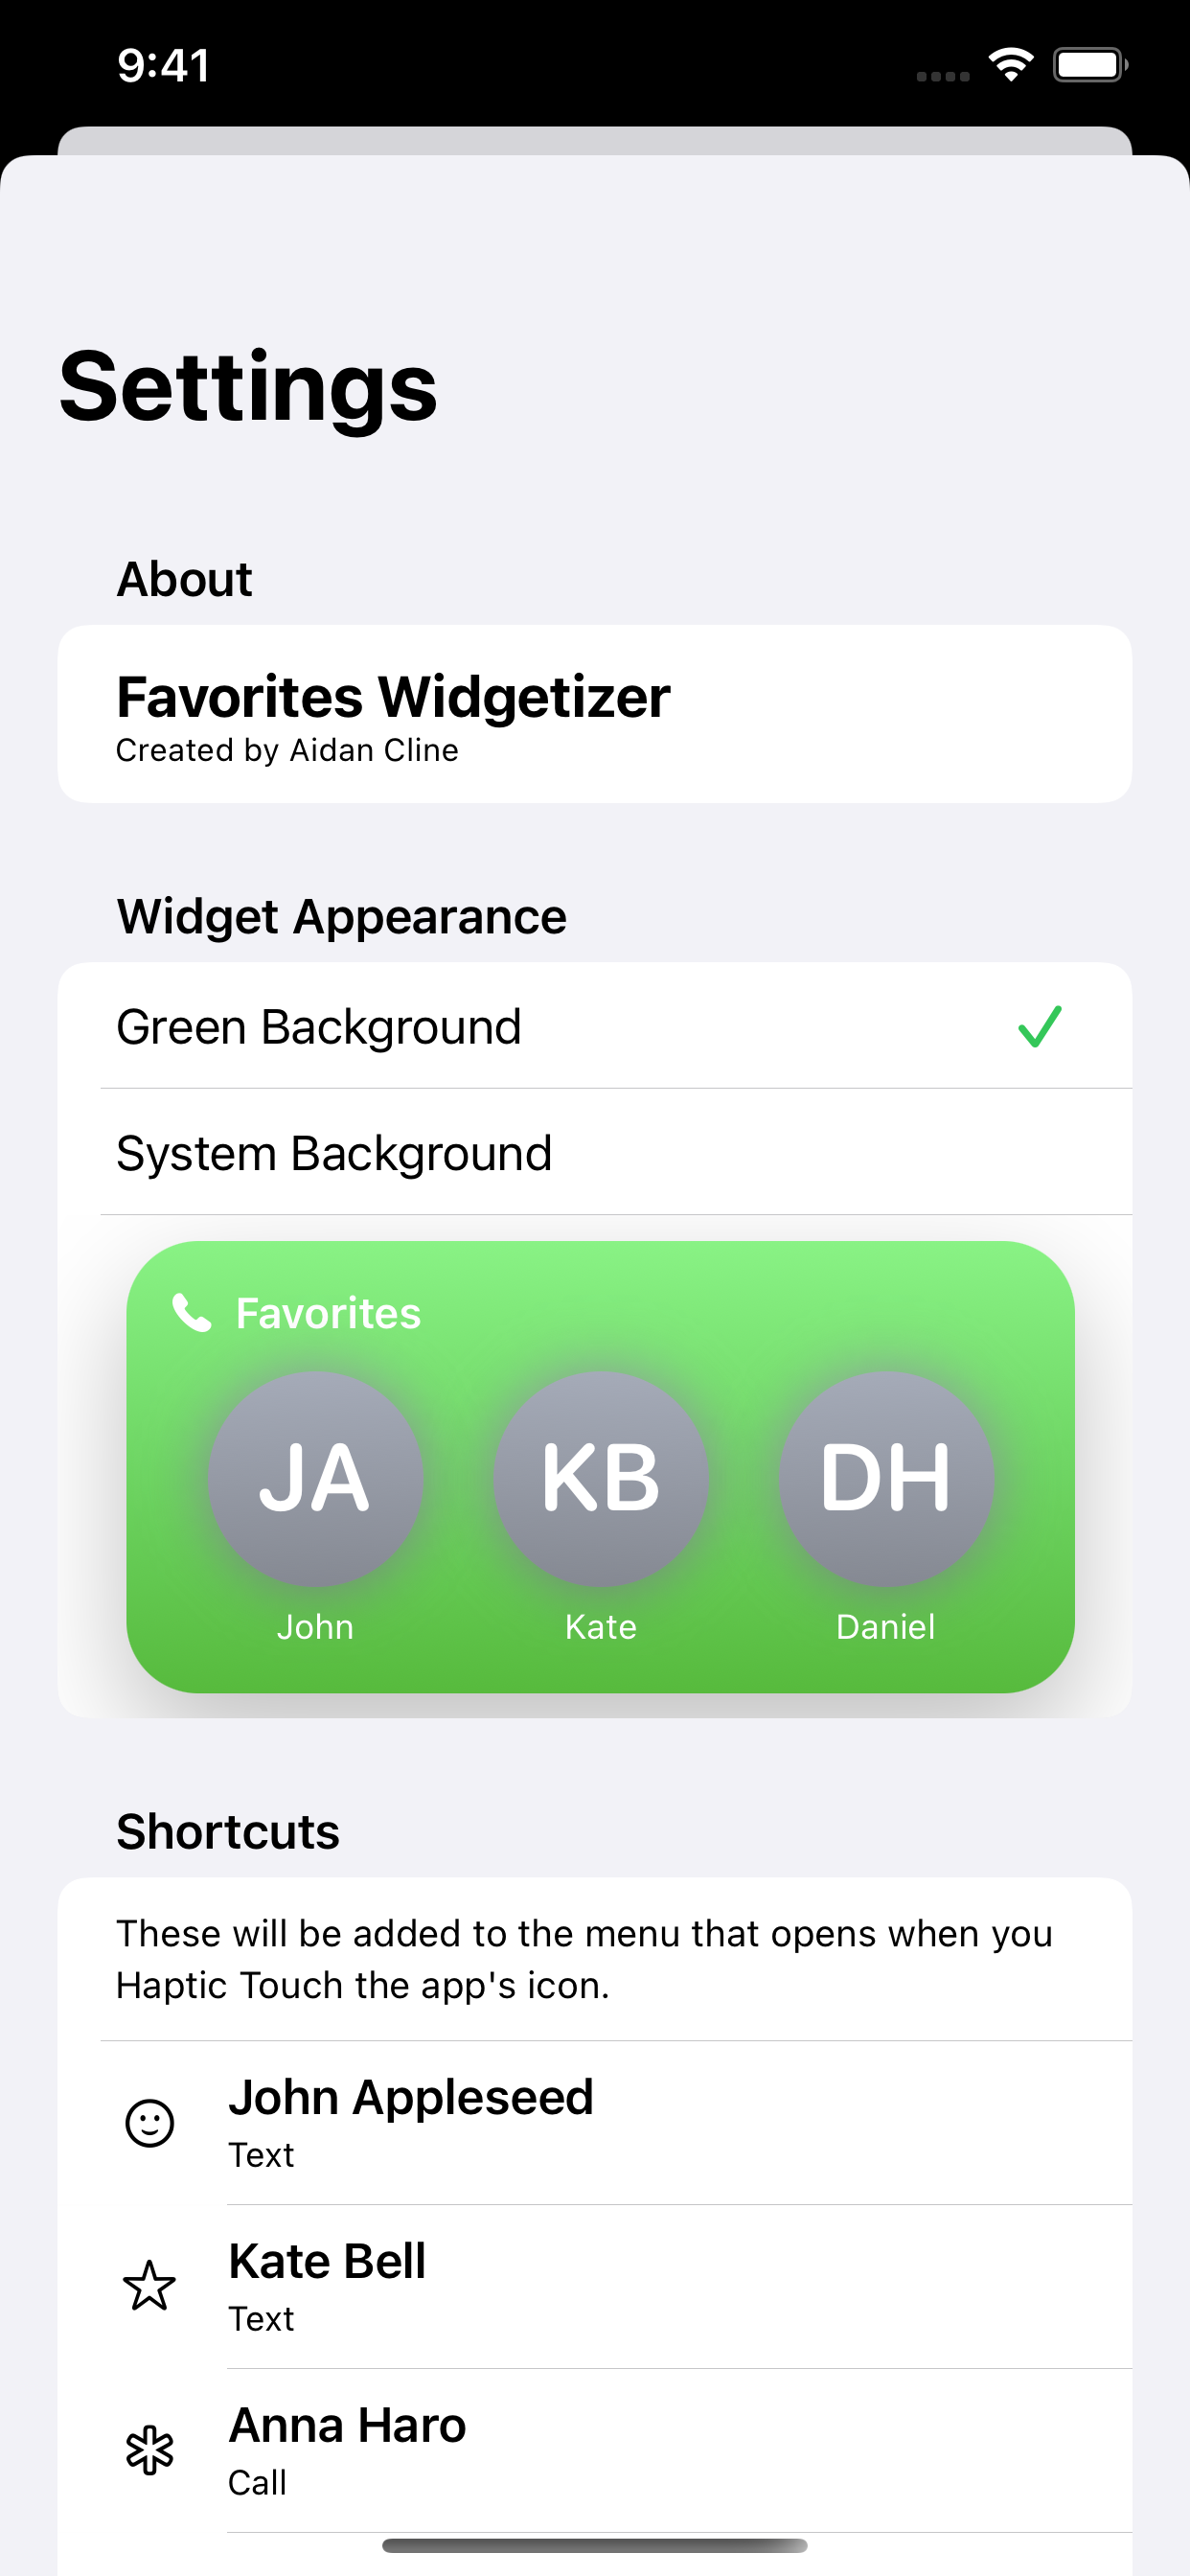 9:41
Settings
About
Favorites Widgetizer
Created by Aidan Cline
Widget Appearance
Green Background
System Background
Favorites
JA KB DH
John Kate Daniel
Shortcuts
These will be added to the menu that opens when you
Haptic Touch the app's icon.
John Appleseed
Text
Kate Bell
Text
Anna Haro
Call